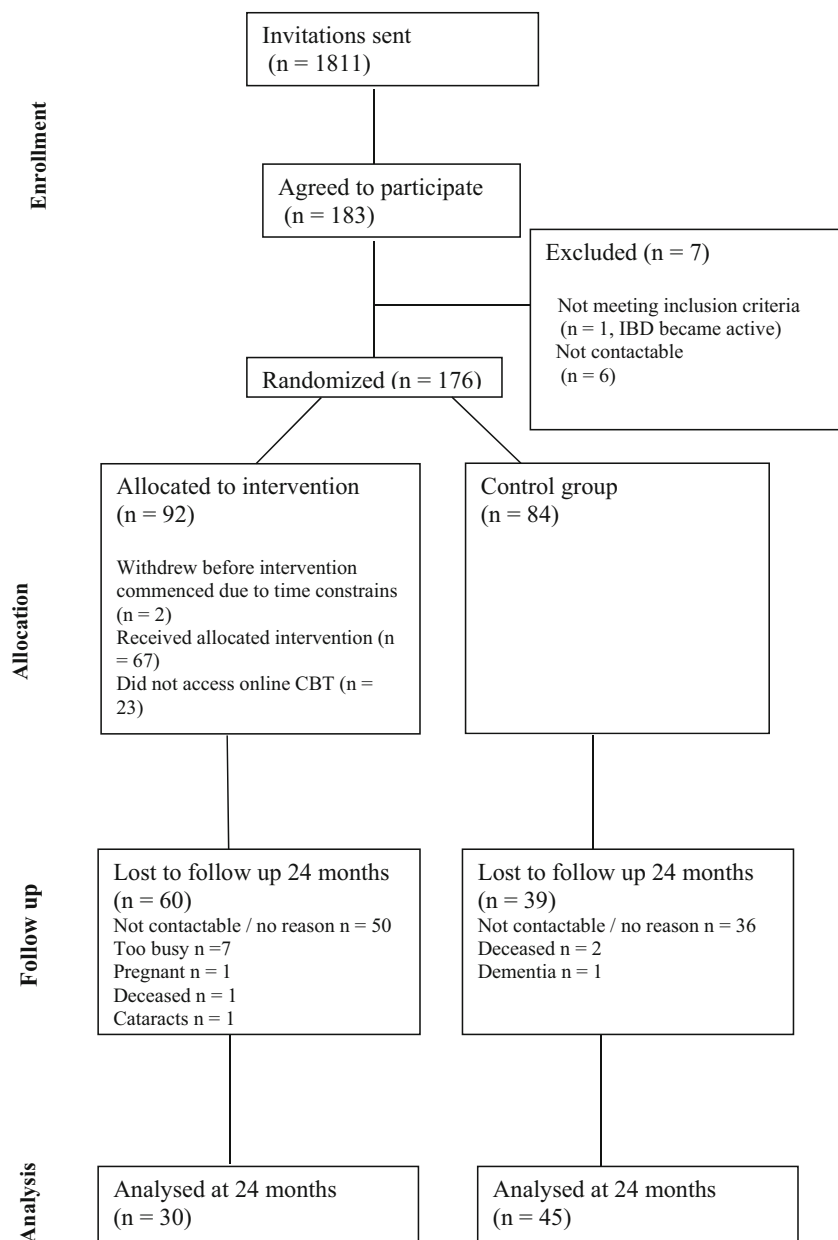 Enrollment
Invitations sent
(n = 1811)
Agreed to participate
(n = 183)
Excluded (n = 7)
Not meeting inclusion criteria
(n = 1, IBD became active)
Not contactable
(n = 6)
Randomized (n = 176)
Allocation
Allocated to intervention
(n = 92)
Withdrew before intervention
commenced due to time constrains
(n = 2)
Received allocated intervention (n
= 67)
Did not access online CBT (n =
23)
Control group
(n = 84)
Follow up
Lost to follow up 24 months
(n = 60)
Not contactable / no reason n = 50
Too busy n =7
Pregnant n = 1
Deceased n = 1
Cataracts n = 1
Lost to follow up 24 months
(n = 39)
Not contactable / no reason n = 36
Deceased n = 2
Dementia n = 1
Analysis
Analysed at 24 months
(n = 30)
Analysed at 24 months
(n = 45)